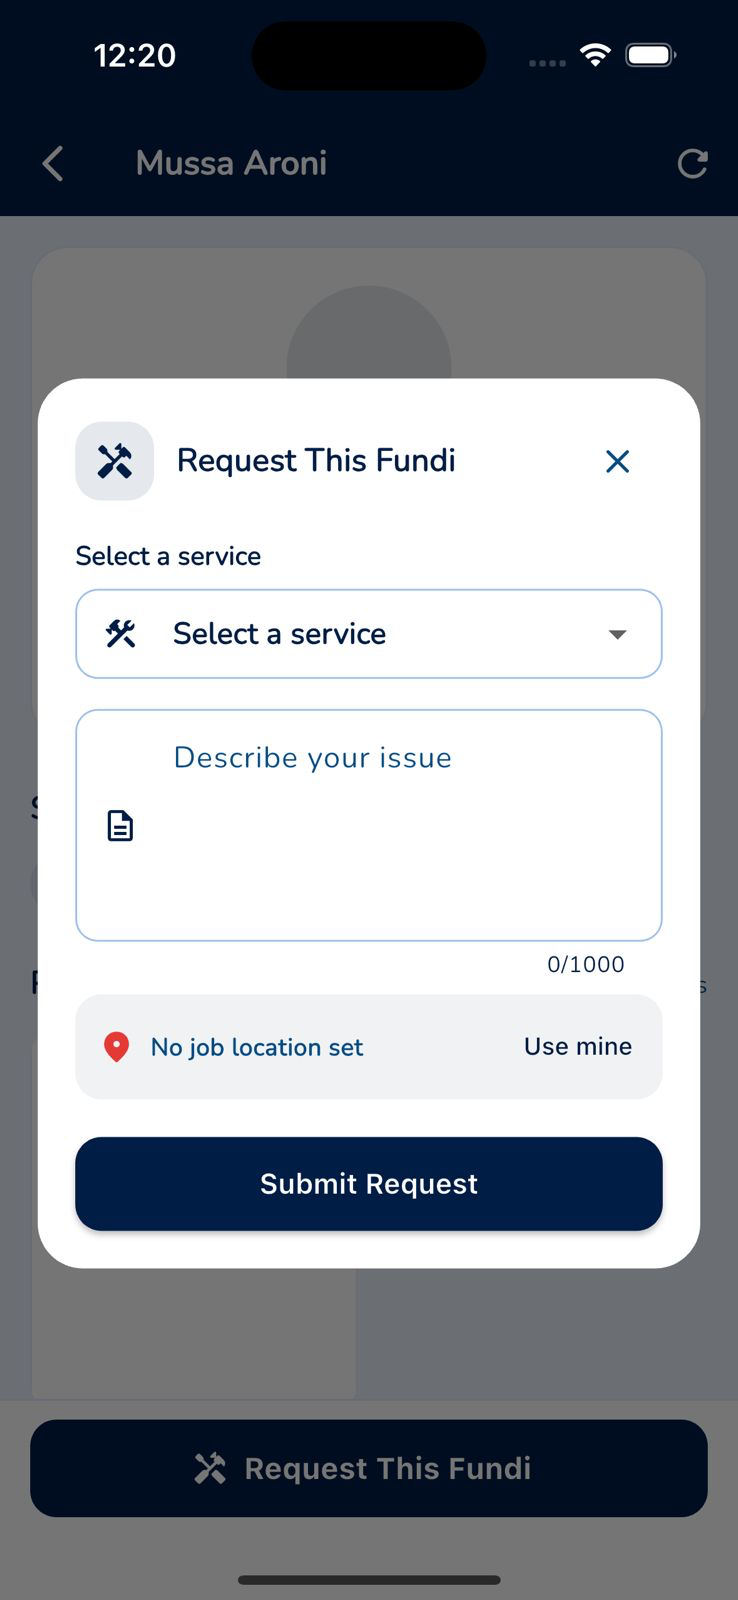 12:20
Mussa Aroni
Request This Fundi
Select a service
Select a service
Describe your issue
0/1000
No job location set
Use mine
Submit Request
Request This Fundi